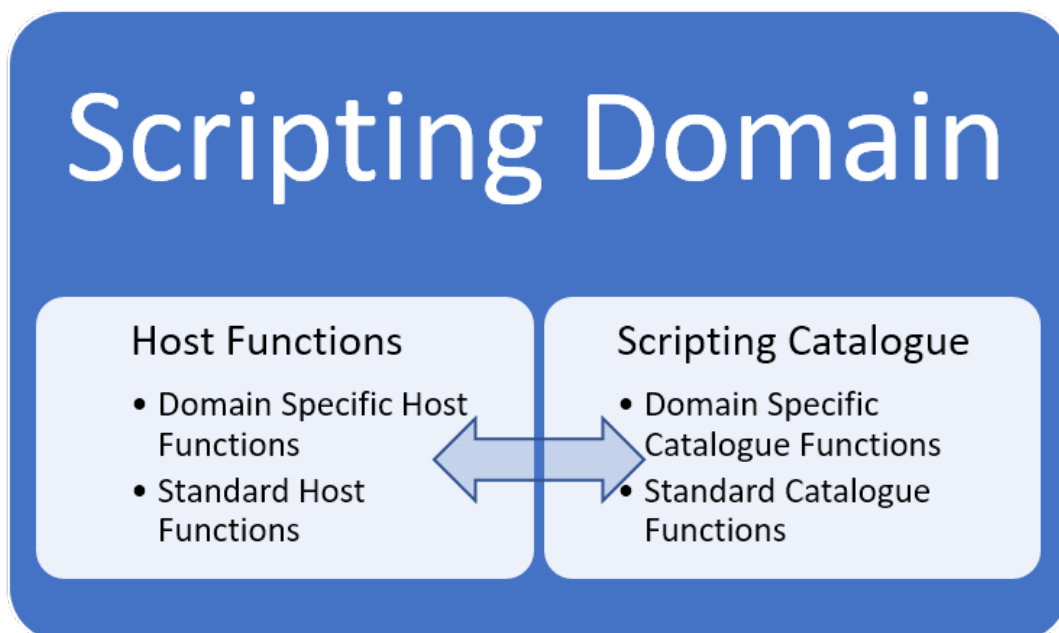 Scripting Domain
Host Functions
• Domain Specific Host
Functions
• Standard Host
Functions
Scripting Catalogue
• Domain Specific
Catalogue Functions
• Standard Catalogue
Functions